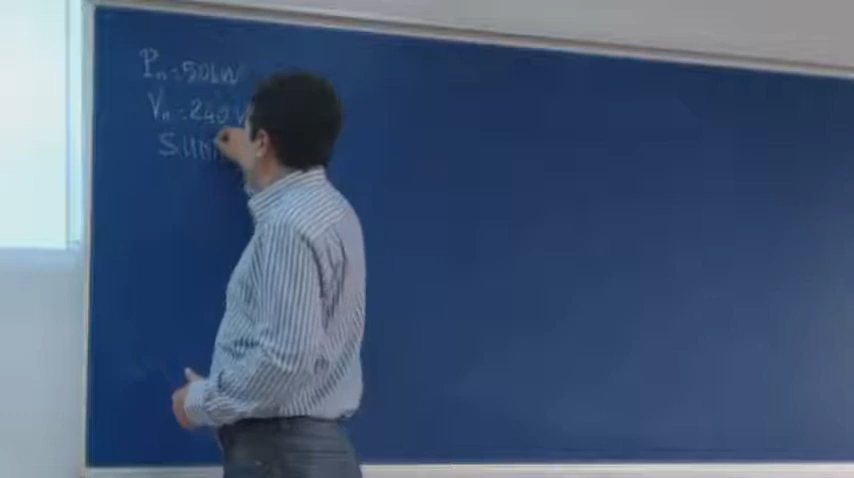 Pn = 50kW
Vn = 240 V